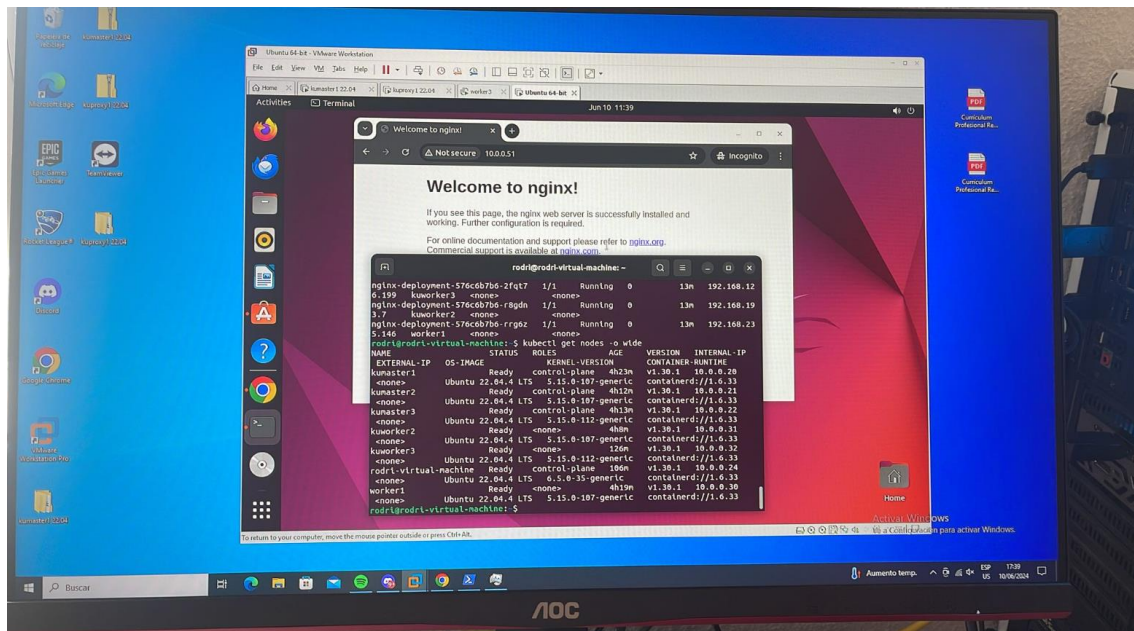 kumaster1 22.04
Microsoft Edge
kuproxy1 22.04
Epic Games
Launcher
TeamViewer
Rocket League®
kuproxy1 22.04
Discord
Google Chrome
VMware
Workstation Pro
kumaster1 22.04
Ubuntu 64-bit - VMware Workstation
File Edit View VM Tabs Help
Home
kumaster1 22.04
kuproxy1 22.04
worker3
Ubuntu 64-bit
Activities
Terminal
Jun 10 11:39
Welcome to nginx!
Not secure 10.0.0.51
Incognito
Welcome to nginx!
If you see this page, the nginx web server is successfully installed and
working. Further configuration is required.
For online documentation and support please refer to nginx.org.
Commercial support is available at nginx.com.
rodri@rodri-virtual-machine: ~
nginx-deployment-576c6b7b6-2fqt7 1/1 Running 0 13m 192.168.12
6.199 kuworker3 <none> <none>
nginx-deployment-576c6b7b6-r8gdn 1/1 Running 0 13m 192.168.19
3.7 kuworker2 <none> <none>
nginx-deployment-576c6b7b6-rrg6z 1/1 Running 0 13m 192.168.23
5.146 worker1 <none> <none>
rodri@rodri-virtual-machine:~$ kubectl get nodes -o wide
NAME STATUS ROLES AGE VERSION INTERNAL-IP
EXTERNAL-IP OS-IMAGE KERNEL-VERSION CONTAINER-RUNTIME
kumaster1 Ready control-plane 4h23m v1.30.1 10.0.0.20
<none> Ubuntu 22.04.4 LTS 5.15.0-107-generic containerd://1.6.33
kumaster2 Ready control-plane 4h12m v1.30.1 10.0.0.21
<none> Ubuntu 22.04.4 LTS 5.15.0-107-generic containerd://1.6.33
kumaster3 Ready control-plane 4h13m v1.30.1 10.0.0.22
<none> Ubuntu 22.04.4 LTS 5.15.0-112-generic containerd://1.6.33
kuworker2 Ready <none> 4h8m v1.30.1 10.0.0.31
<none> Ubuntu 22.04.4 LTS 5.15.0-107-generic containerd://1.6.33
kuworker3 Ready <none> 126m v1.30.1 10.0.0.32
<none> Ubuntu 22.04.4 LTS 5.15.0-112-generic containerd://1.6.33
rodri-virtual-machine Ready control-plane 106m v1.30.1 10.0.0.24
<none> Ubuntu 22.04.4 LTS 6.5.0-35-generic containerd://1.6.33
worker1 Ready <none> 4h19m v1.30.1 10.0.0.30
<none> Ubuntu 22.04.4 LTS 5.15.0-107-generic containerd://1.6.33
rodri@rodri-virtual-machine:~$
Home
To return to your computer, move the mouse pointer outside or press Ctrl+Alt.
PDF
Curriculum
Profesional Re...
PDF
Curriculum
Profesional Re...
Activar Windows
Ve a Configuración para activar Windows.
Buscar
Aumento temp.
ESP
US
17:39
10/06/2024
AOC